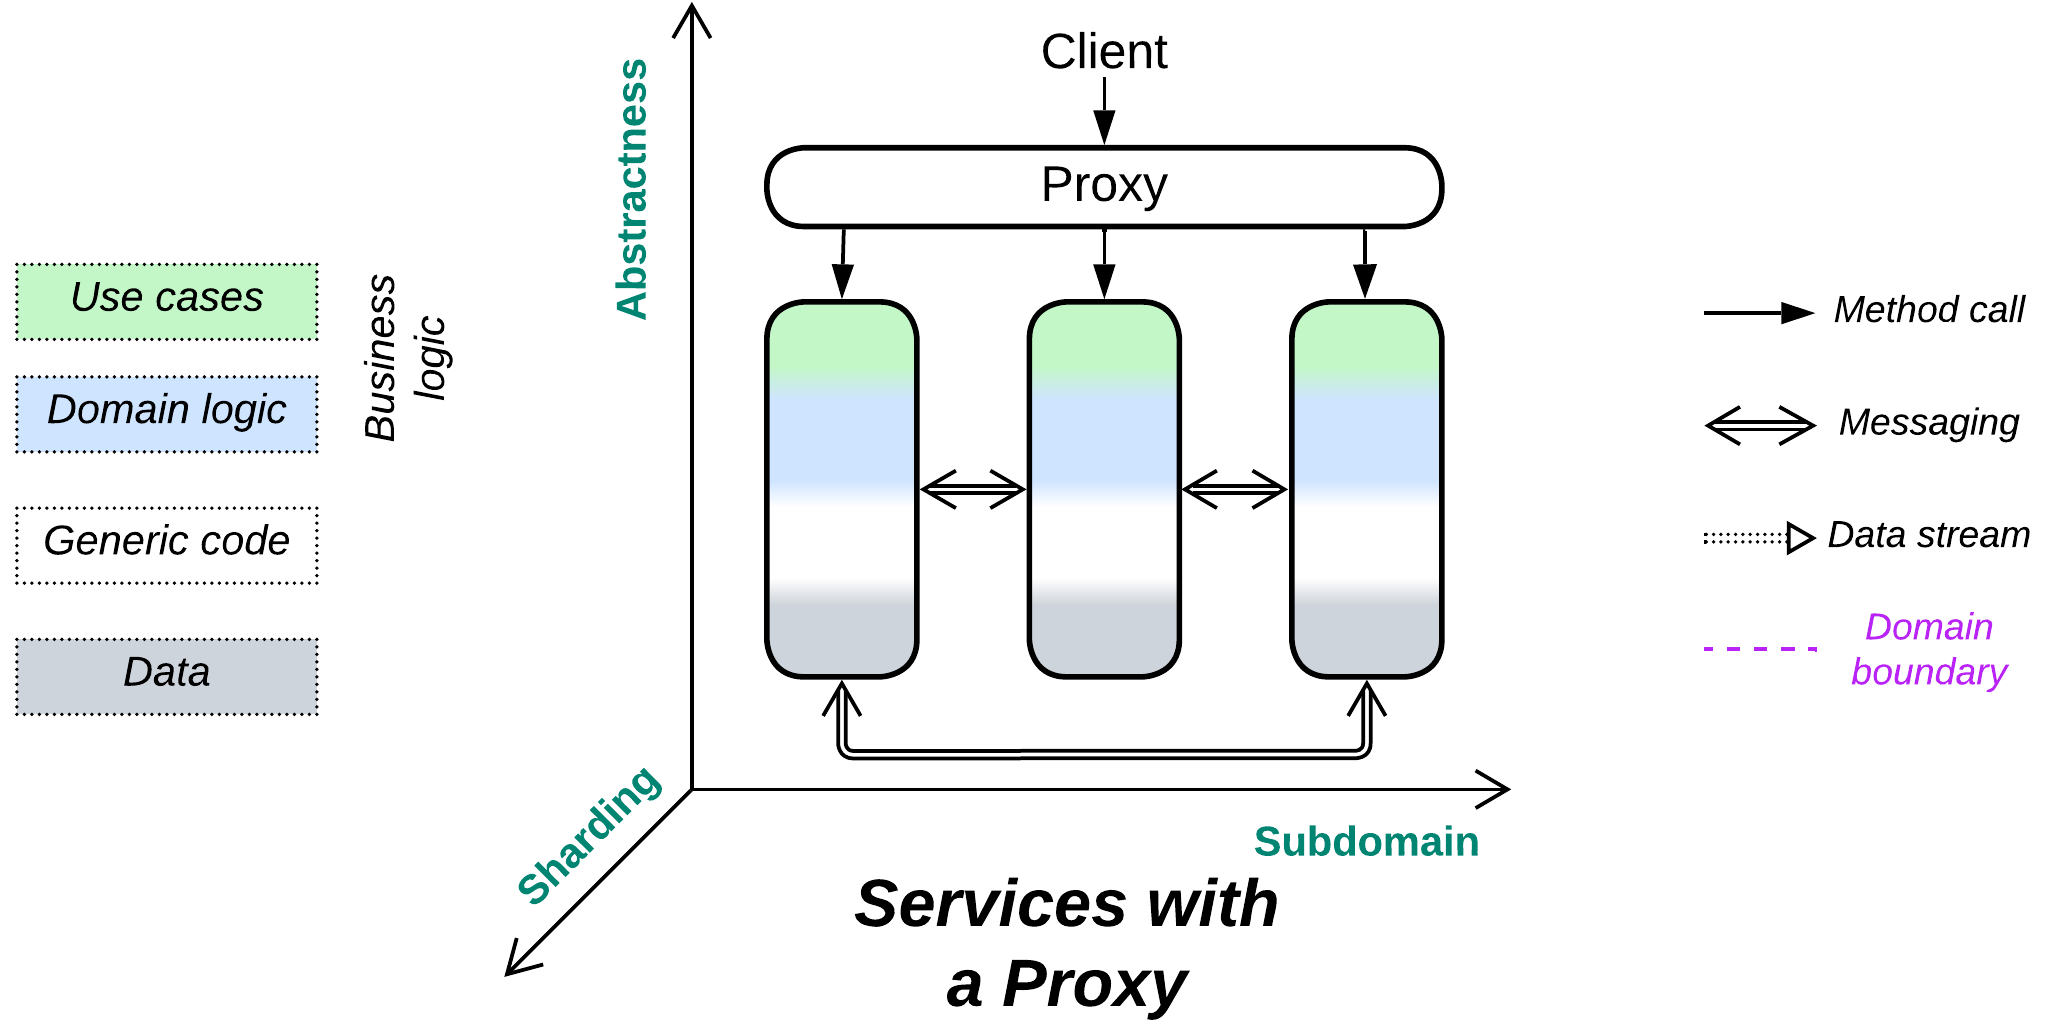 Client
Proxy
Abstractness
Use cases
Domain logic
Generic code
Data
Business
logic
Method call
Messaging
Data stream
Domain
boundary
Sharding
Subdomain
Services with
a Proxy